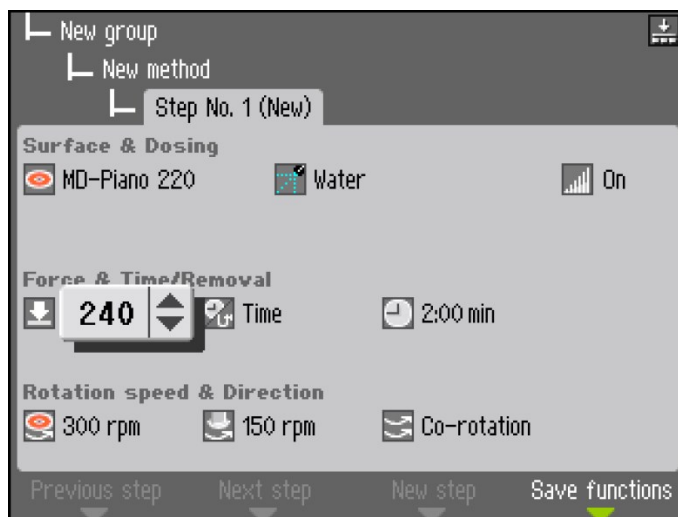 New group
New method
Step No. 1 (New)
Surface & Dosing
MD-Piano 220 Water On
Force & Time/Removal
240 Time 2:00 min
Rotation speed & Direction
300 rpm 150 rpm Co-rotation
Previous step Next step New step Save functions